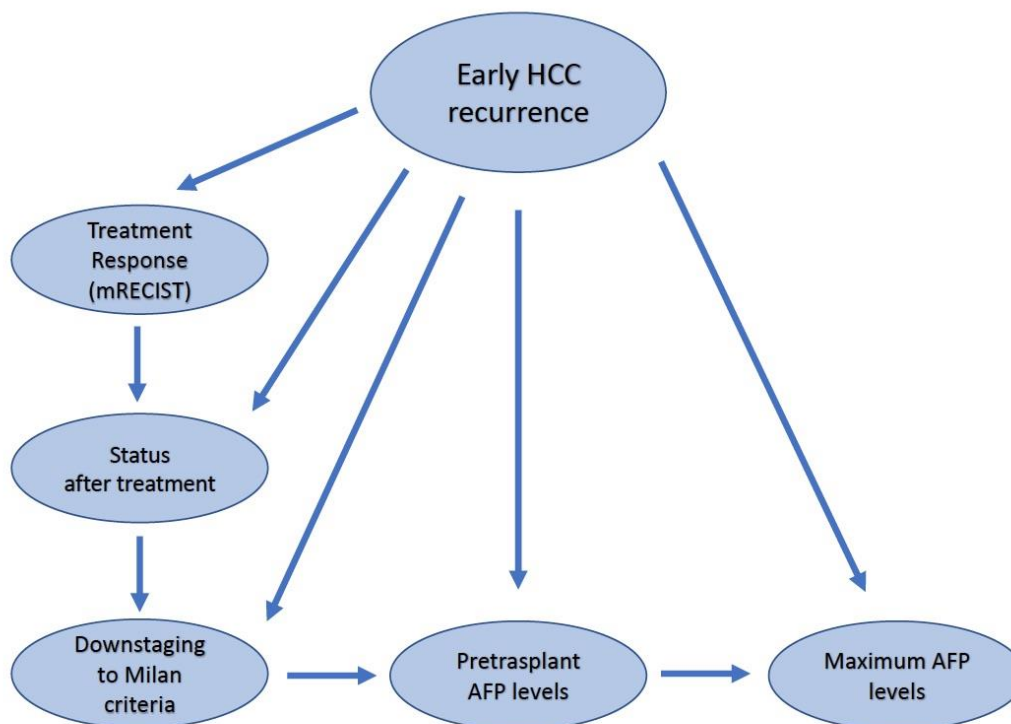 Early HCC
recurrence
Treatment
Response
(mRECIST)
Status
after treatment
Downstaging
to Milan
criteria
Pretrasplant
AFP levels
Maximum AFP
levels